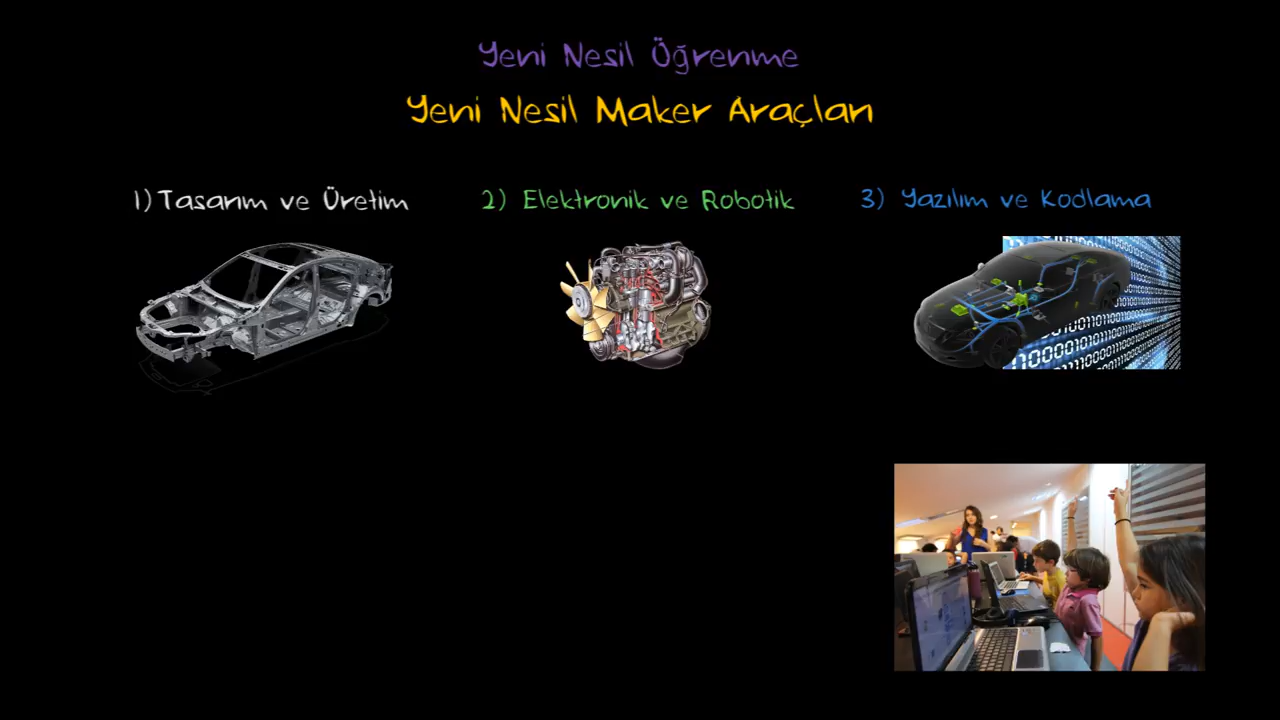 Yeni Nesil Öğrenme
Yeni Nesil Maker Araçları
1) Tasarım ve Üretim
2) Elektronik ve Robotik
3) Yazılım ve Kodlama